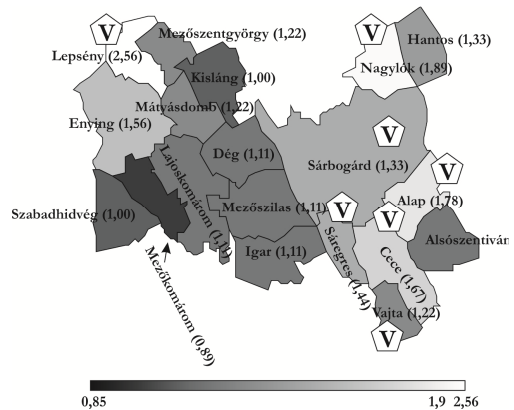 V
Mezőszentgyörgy (1,22)
V
Hantos (1,33)
Lepsény (2,56)
Kisláng (1,00)
Nagylók (1,89)
Mátyásdomb (1,22)
Enying (1,56)
V
Dég (1,11)
Sárbogárd (1,33)
V
Lajoskomárom (1,11)
Alap (1,78)
Szabadhidvég (1,00)
Mezőszilas (1,11)
V
V
Alsószentiván
Igar (1,11)
Sáregres (1,44)
Cece (1,67)
Mezőkomárom (0,89)
Vajta (1,22)
V
0,85 1,9 2,56